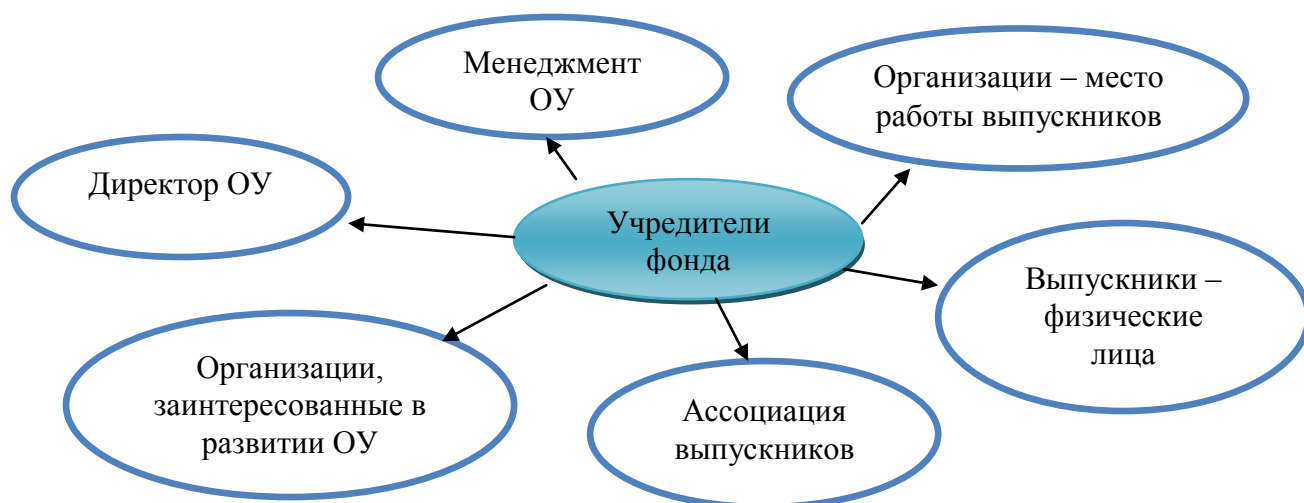 Менеджмент
ОУ
Организации – место
работы выпускников
Директор ОУ
Учредители
фонда
Выпускники –
физические
лица
Организации,
заинтересованные в
развитии ОУ
Ассоциация
выпускников